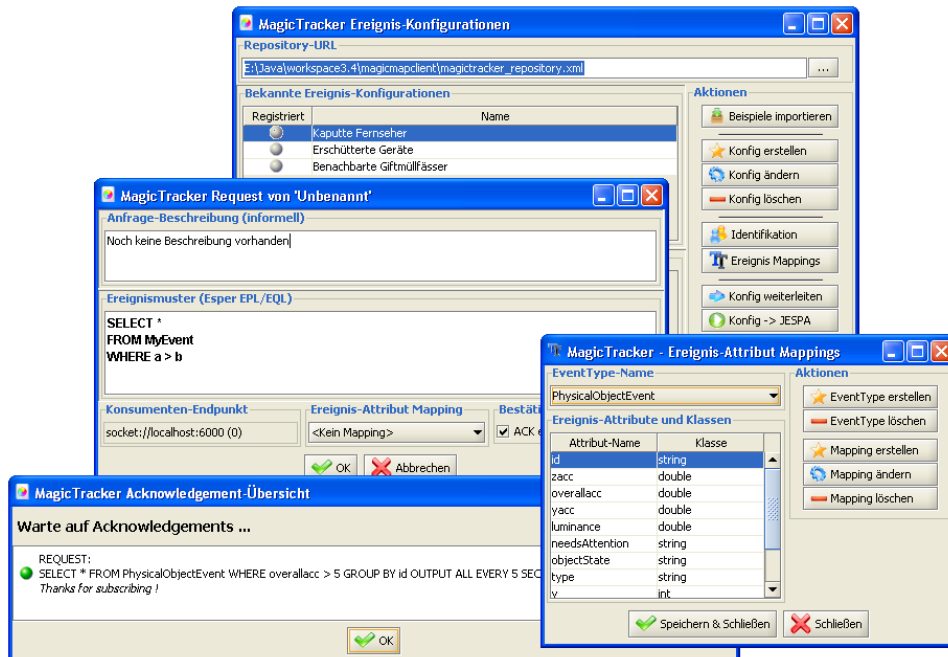 MagicTracker Ereignis-Konfigurationen
Repository-URL
E:\Java\workspace3.4\magicmapclient\magictracker_repository.xml
...
Bekannte Ereignis-Konfigurationen
Registriert Name
Kaputte Fernseher
Erschütterte Geräte
Benachbarte Giftmüllfässer
Aktionen
Beispiele importieren
Konfig erstellen
Konfig ändern
Konfig löschen
Identifikation
Ereignis Mappings
Konfig weiterleiten
Konfig -> JESPA
MagicTracker Request von 'Unbenannt'
Anfrage-Beschreibung (informell)
Noch keine Beschreibung vorhanden
Ereignismuster (Esper EPL/EQL)
SELECT *
FROM MyEvent
WHERE a > b
Konsumenten-Endpunkt Ereignis-Attribut Mapping Bestäti
socket://localhost:6000 (0) <Kein Mapping> ACK e
OK Abbrechen
MagicTracker - Ereignis-Attribut Mappings
EventType-Name
PhysicalObjectEvent
Ereignis-Attribute und Klassen
Attribut-Name Klasse
id string
zacc double
overallacc double
yacc double
luminance double
needsAttention string
objectState string
type string
y int
Aktionen
EventType erstellen
EventType löschen
Mapping erstellen
Mapping ändern
Mapping löschen
Speichern & Schließen Schließen
MagicTracker Acknowledgement-Übersicht
Warte auf Acknowledgements ...
REQUEST:
SELECT * FROM PhysicalObjectEvent WHERE overallacc > 5 GROUP BY id OUTPUT ALL EVERY 5 SEC
Thanks for subscribing !
OK